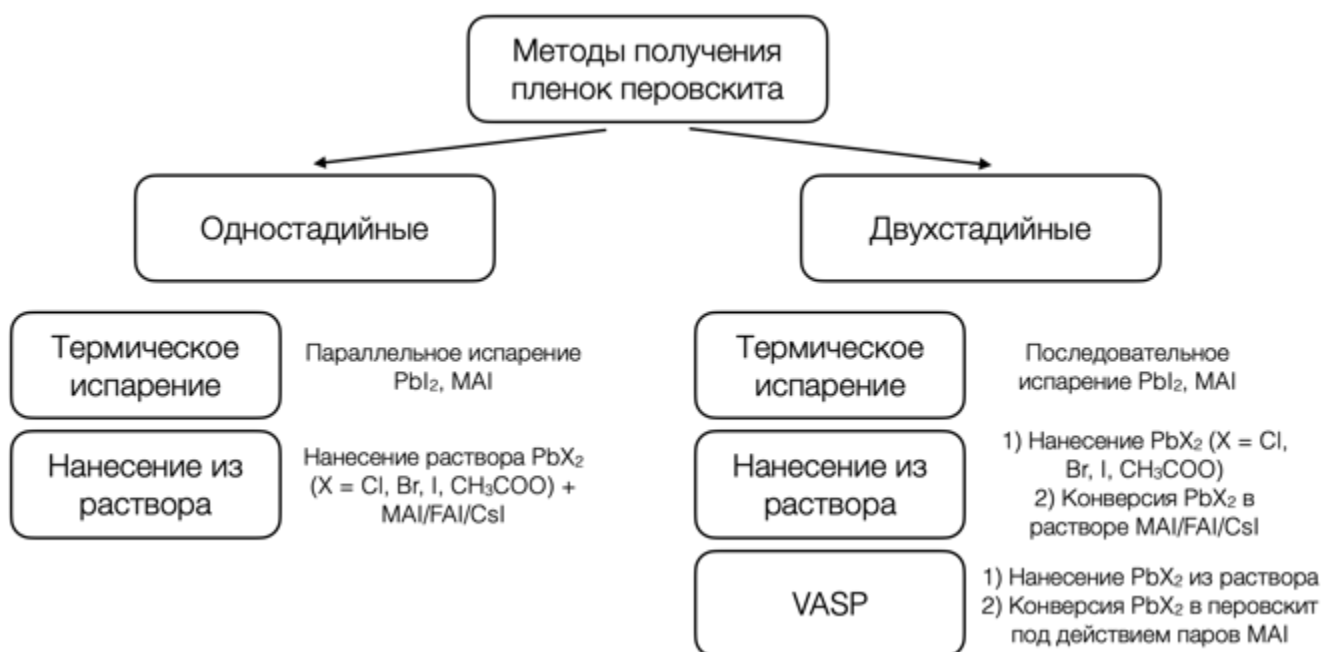 Методы получения
пленок перовскита
Одностадийные
Двухстадийные
Термическое
испарение
Параллельное испарение
PbI₂, MAI
Нанесение из
раствора
Нанесение раствора PbX₂
(X = Cl, Br, I, CH₃COO) +
MAI/FAI/CsI
Термическое
испарение
Последовательное
испарение PbI₂, MAI
Нанесение из
раствора
1) Нанесение PbX₂ (X = Cl,
Br, I, CH₃COO)
2) Конверсия PbX₂ в
растворе MAI/FAI/CsI
VASP
1) Нанесение PbX₂ из раствора
2) Конверсия PbX₂ в перовскит
под действием паров MAI